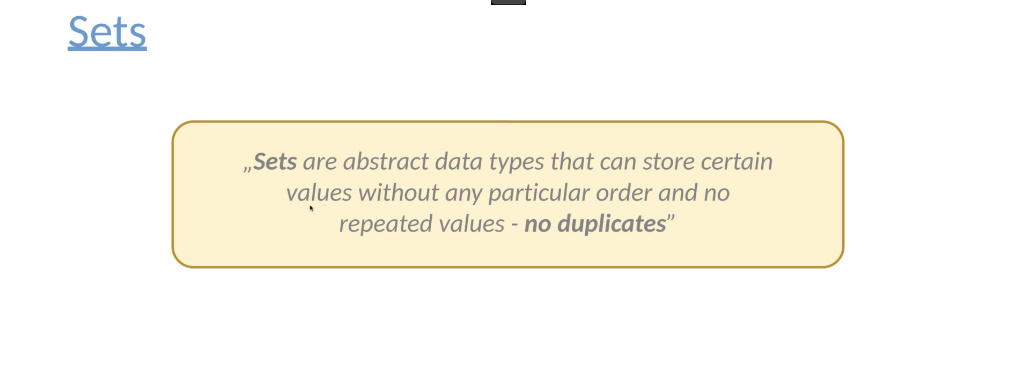 Sets
„Sets are abstract data types that can store certain
values without any particular order and no
repeated values - no duplicates”